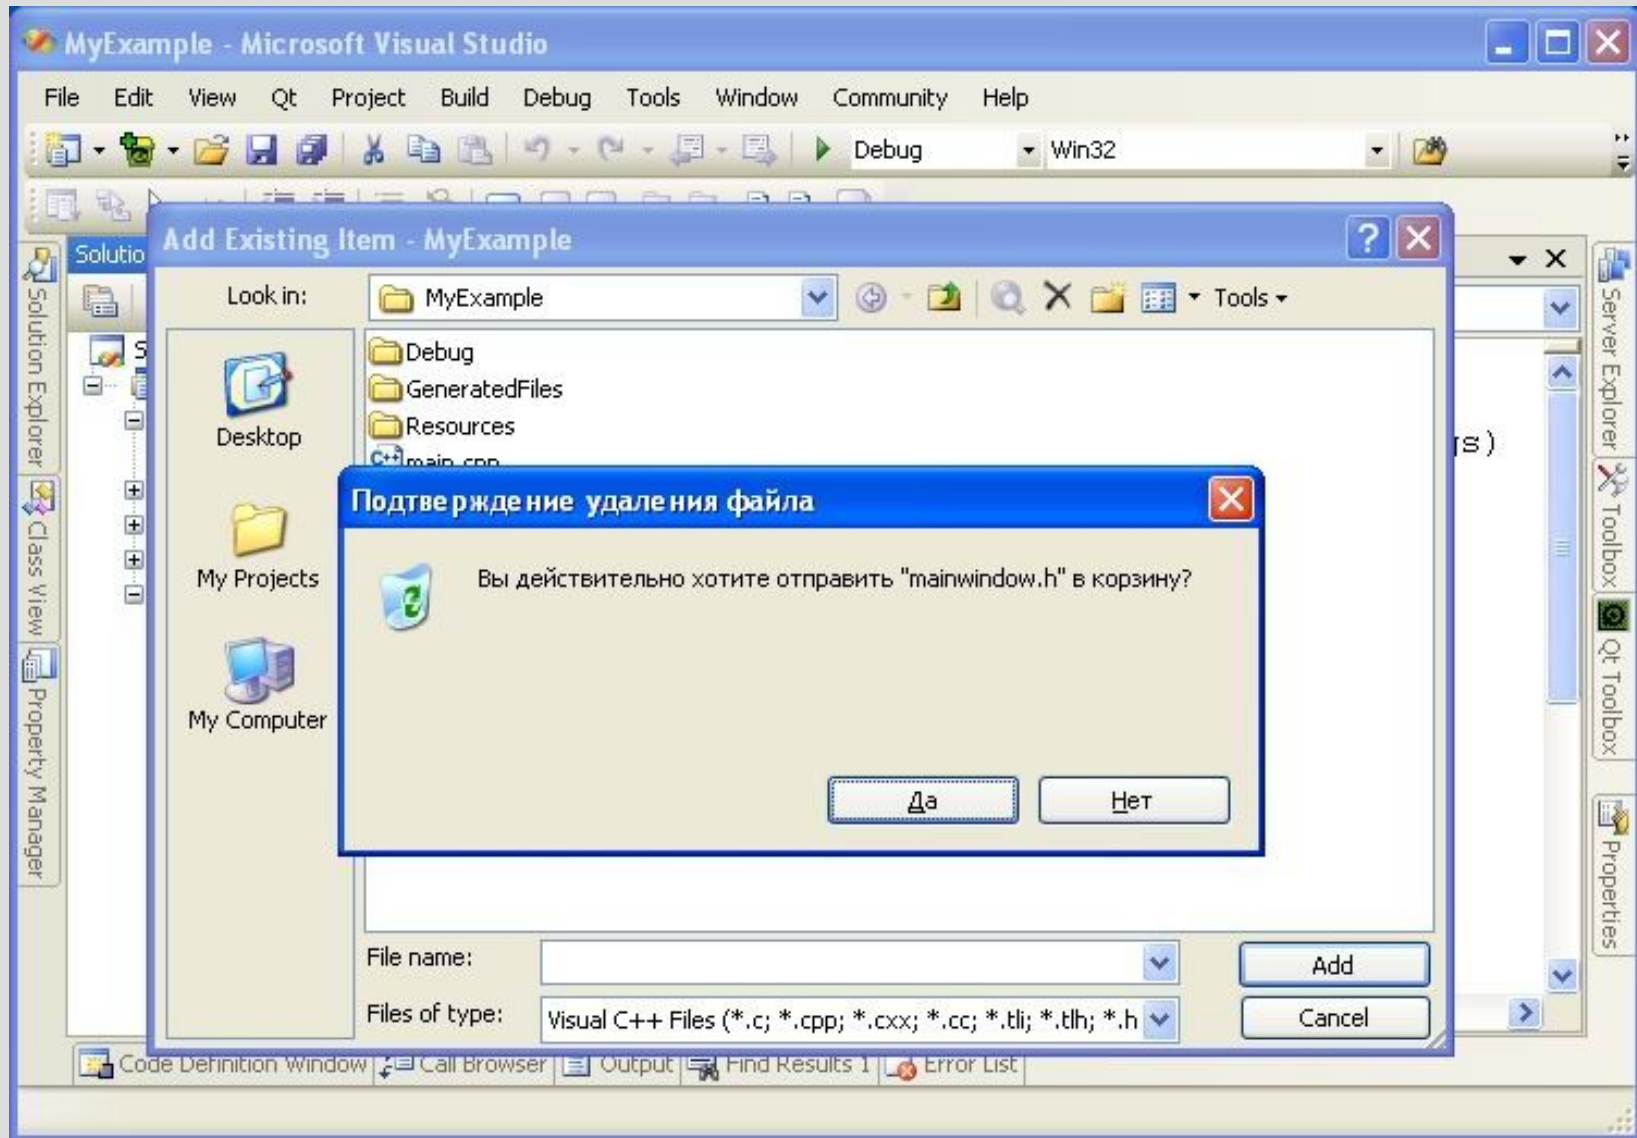 MyExample - Microsoft Visual Studio
File Edit View Qt Project Build Debug Tools Window Community Help
Debug Win32
Solutio
Add Existing Item - MyExample
Look in: MyExample Tools
Debug
GeneratedFiles
Resources
main.cpp
Desktop
My Projects
My Computer
Подтверждение удаления файла
Вы действительно хотите отправить "mainwindow.h" в корзину?
Да Нет
File name: Add
Files of type: Visual C++ Files (*.c; *.cpp; *.cxx; *.cc; *.tli; *.tlh; *.h Cancel
S
gs)
Solution Explorer
Class View
Property Manager
Server Explorer
Toolbox
Qt Toolbox
Properties
Code Definition Window Call Browser Output Find Results 1 Error List